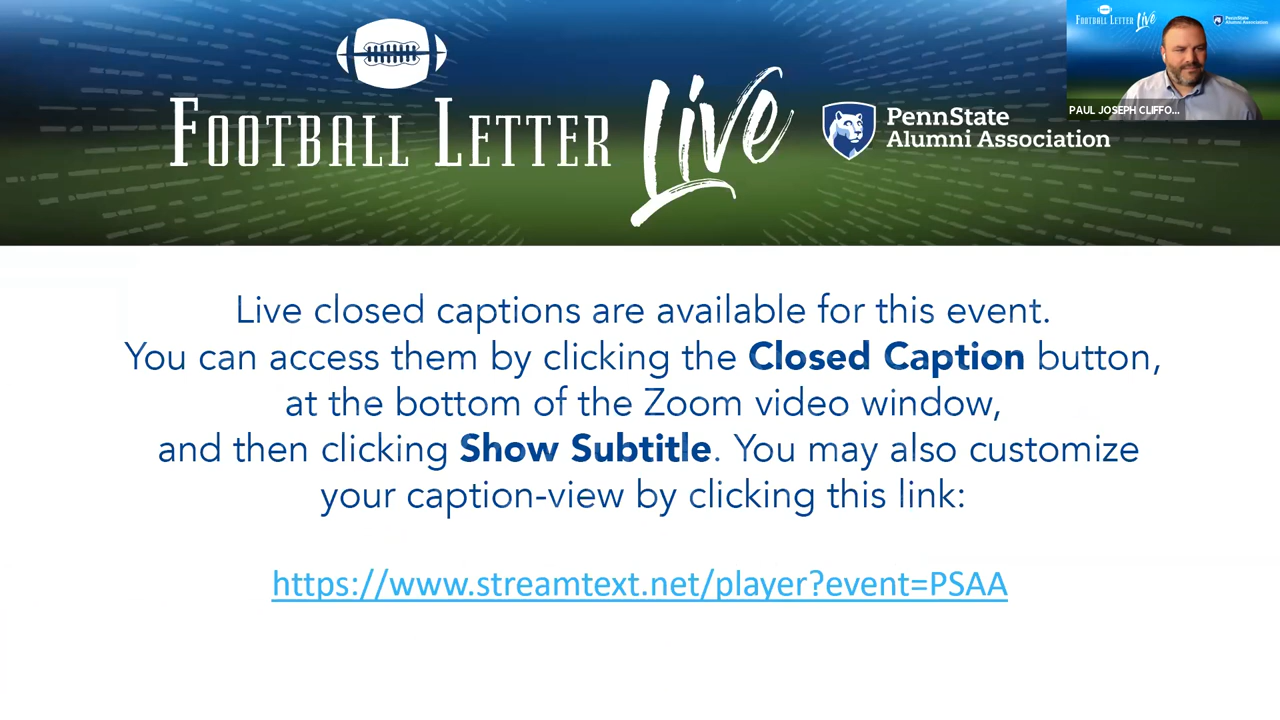 FOOTBALL LETTER Live
PennState
Alumni Association
FOOTBALL LETTER Live
PennState
Alumni Association
PAUL JOSEPH CLIFFO...
Live closed captions are available for this event.
You can access them by clicking the Closed Caption button,
at the bottom of the Zoom video window,
and then clicking Show Subtitle. You may also customize
your caption-view by clicking this link:
https://www.streamtext.net/player?event=PSAA